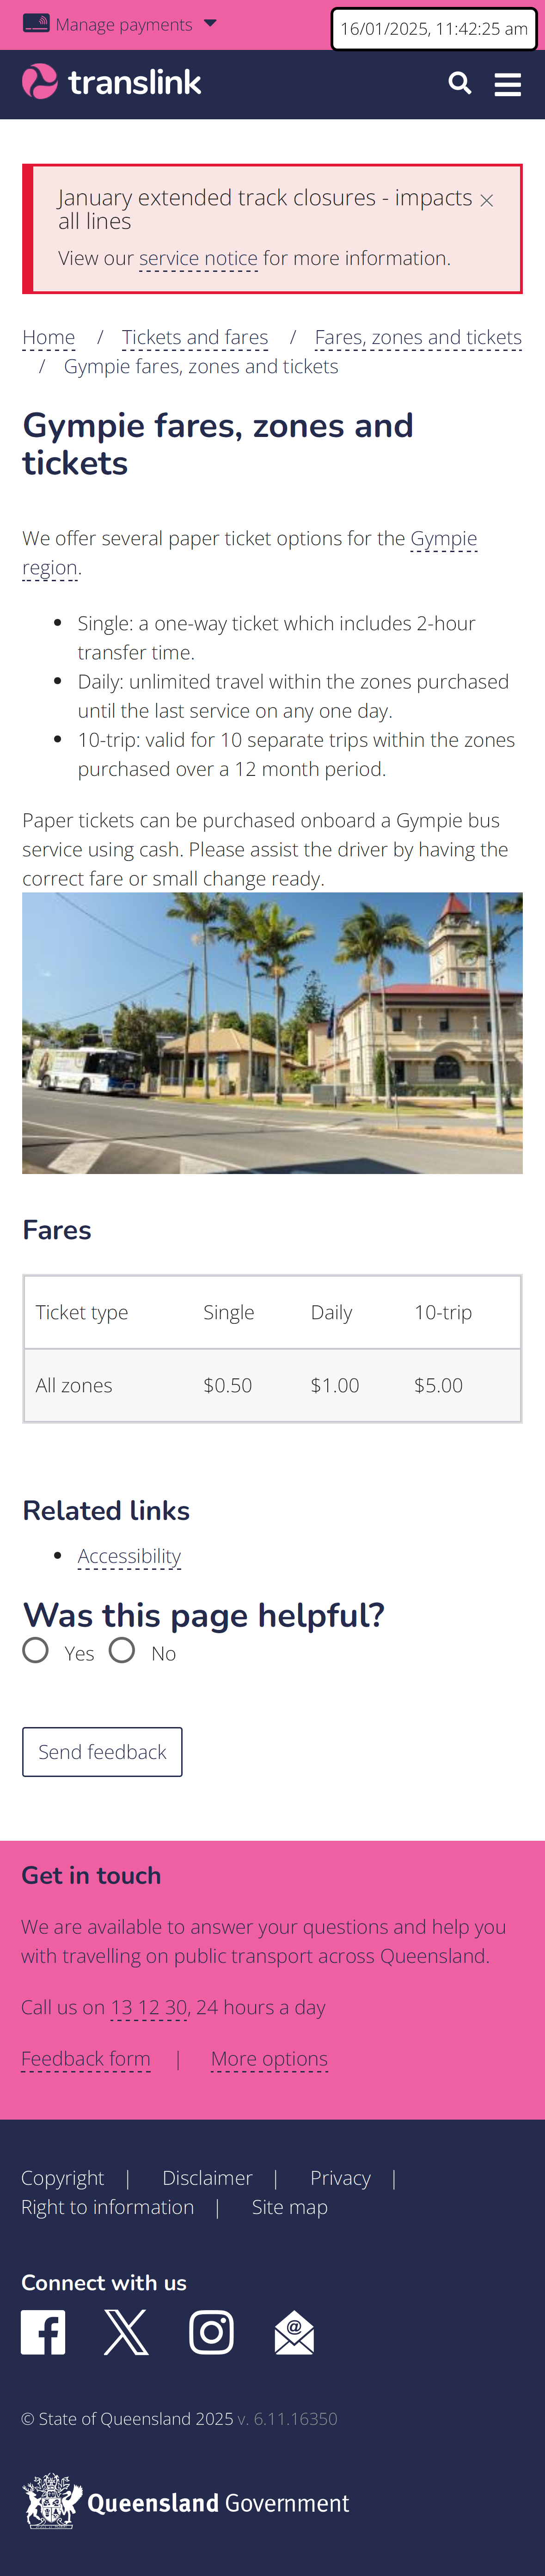 Manage payments
16/01/2025, 11:42:25 am
translink
January extended track closures - impacts
all lines
View our service notice for more information.
Home / Tickets and fares / Fares, zones and tickets
/ Gympie fares, zones and tickets
Gympie fares, zones and
tickets
We offer several paper ticket options for the Gympie
region.
• Single: a one-way ticket which includes 2-hour
transfer time.
• Daily: unlimited travel within the zones purchased
until the last service on any one day.
• 10-trip: valid for 10 separate trips within the zones
purchased over a 12 month period.
Paper tickets can be purchased onboard a Gympie bus
service using cash. Please assist the driver by having the
correct fare or small change ready.
Fares
Ticket type Single Daily 10-trip
All zones $0.50 $1.00 $5.00
Related links
• Accessibility
Was this page helpful?
Yes No
Send feedback
Get in touch
We are available to answer your questions and help you
with travelling on public transport across Queensland.
Call us on 13 12 30, 24 hours a day
Feedback form | More options
Copyright | Disclaimer | Privacy |
Right to information | Site map
Connect with us
© State of Queensland 2025 v. 6.11.16350
Queensland Government